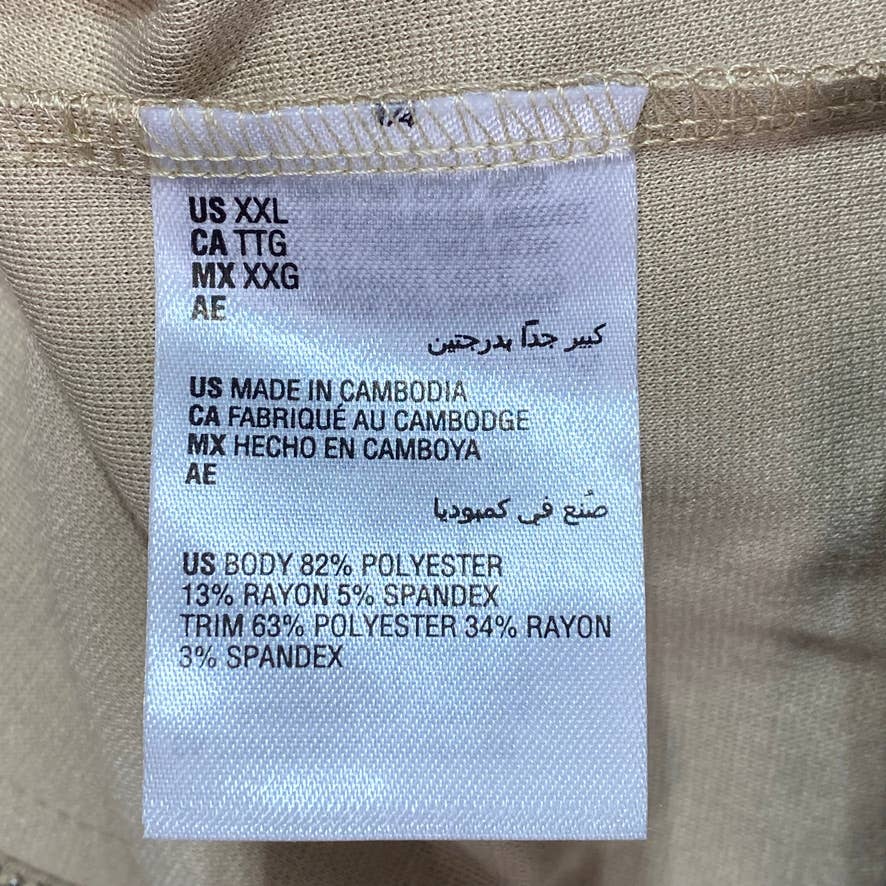 1/4
US XXL
CA TTG
MX XXG
AE
كبير جداً بدرجتين
US MADE IN CAMBODIA
CA FABRIQUÉ AU CAMBODGE
MX HECHO EN CAMBOYA
AE
صُنع في كمبوديا
US BODY 82% POLYESTER
13% RAYON 5% SPANDEX
TRIM 63% POLYESTER 34% RAYON
3% SPANDEX